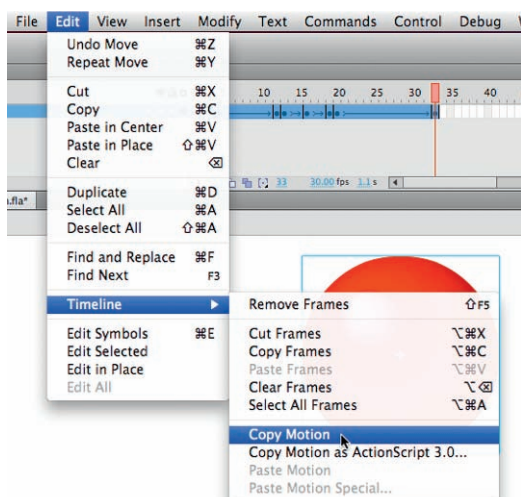 File Edit View Insert Modify Text Commands Control Debug
Undo Move ⌘Z
Repeat Move ⌘Y
Cut ⌘X
Copy ⌘C
Paste in Center ⌘V
Paste in Place ⇧⌘V
Clear ⌫
Duplicate ⌘D
Select All ⌘A
Deselect All ⇧⌘A
Find and Replace ⌘F
Find Next F3
Timeline ▶
Edit Symbols ⌘E
Edit Selected
Edit in Place
Edit All
10 15 20 25 30 35 40
33 30.00 fps 1.1 s
.fla*
Remove Frames ⇧F5
Cut Frames ⌥⌘X
Copy Frames ⌥⌘C
Paste Frames ⌥⌘V
Clear Frames ⌥⌫
Select All Frames ⌥⌘A
Copy Motion
Copy Motion as ActionScript 3.0...
Paste Motion
Paste Motion Special...